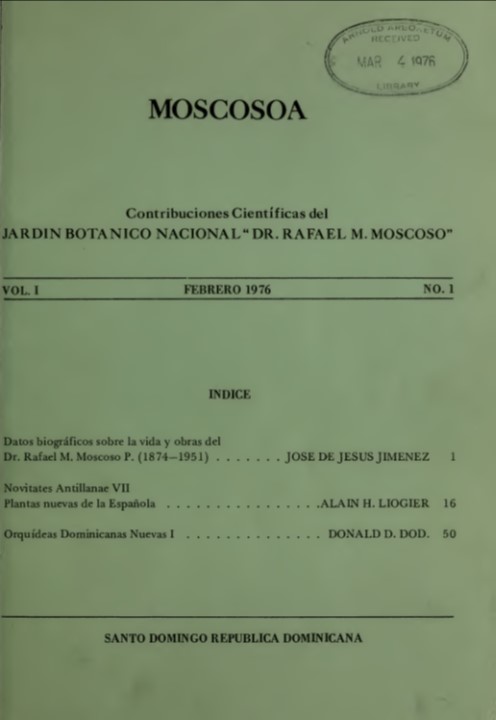 ARNOLD ARBORETUM
RECEIVED
MAR 4 1976
LIBRARY
MOSCOSOA
Contribuciones Científicas del
JARDIN BOTANICO NACIONAL “ DR. RAFAEL M. MOSCOSO”
VOL. I FEBRERO 1976 NO. 1
INDICE
Datos biográficos sobre la vida y obras del
Dr. Rafael M. Moscoso P. (1874—1951) . . . . . . . JOSE DE JESUS JIMENEZ 1
Novitates Antillanae VII
Plantas nuevas de la Española . . . . . . . . . . . . . . . .ALAIN H. LIOGIER 16
Orquídeas Dominicanas Nuevas I . . . . . . . . . . . . . . DONALD D. DOD. 50
SANTO DOMINGO REPUBLICA DOMINICANA